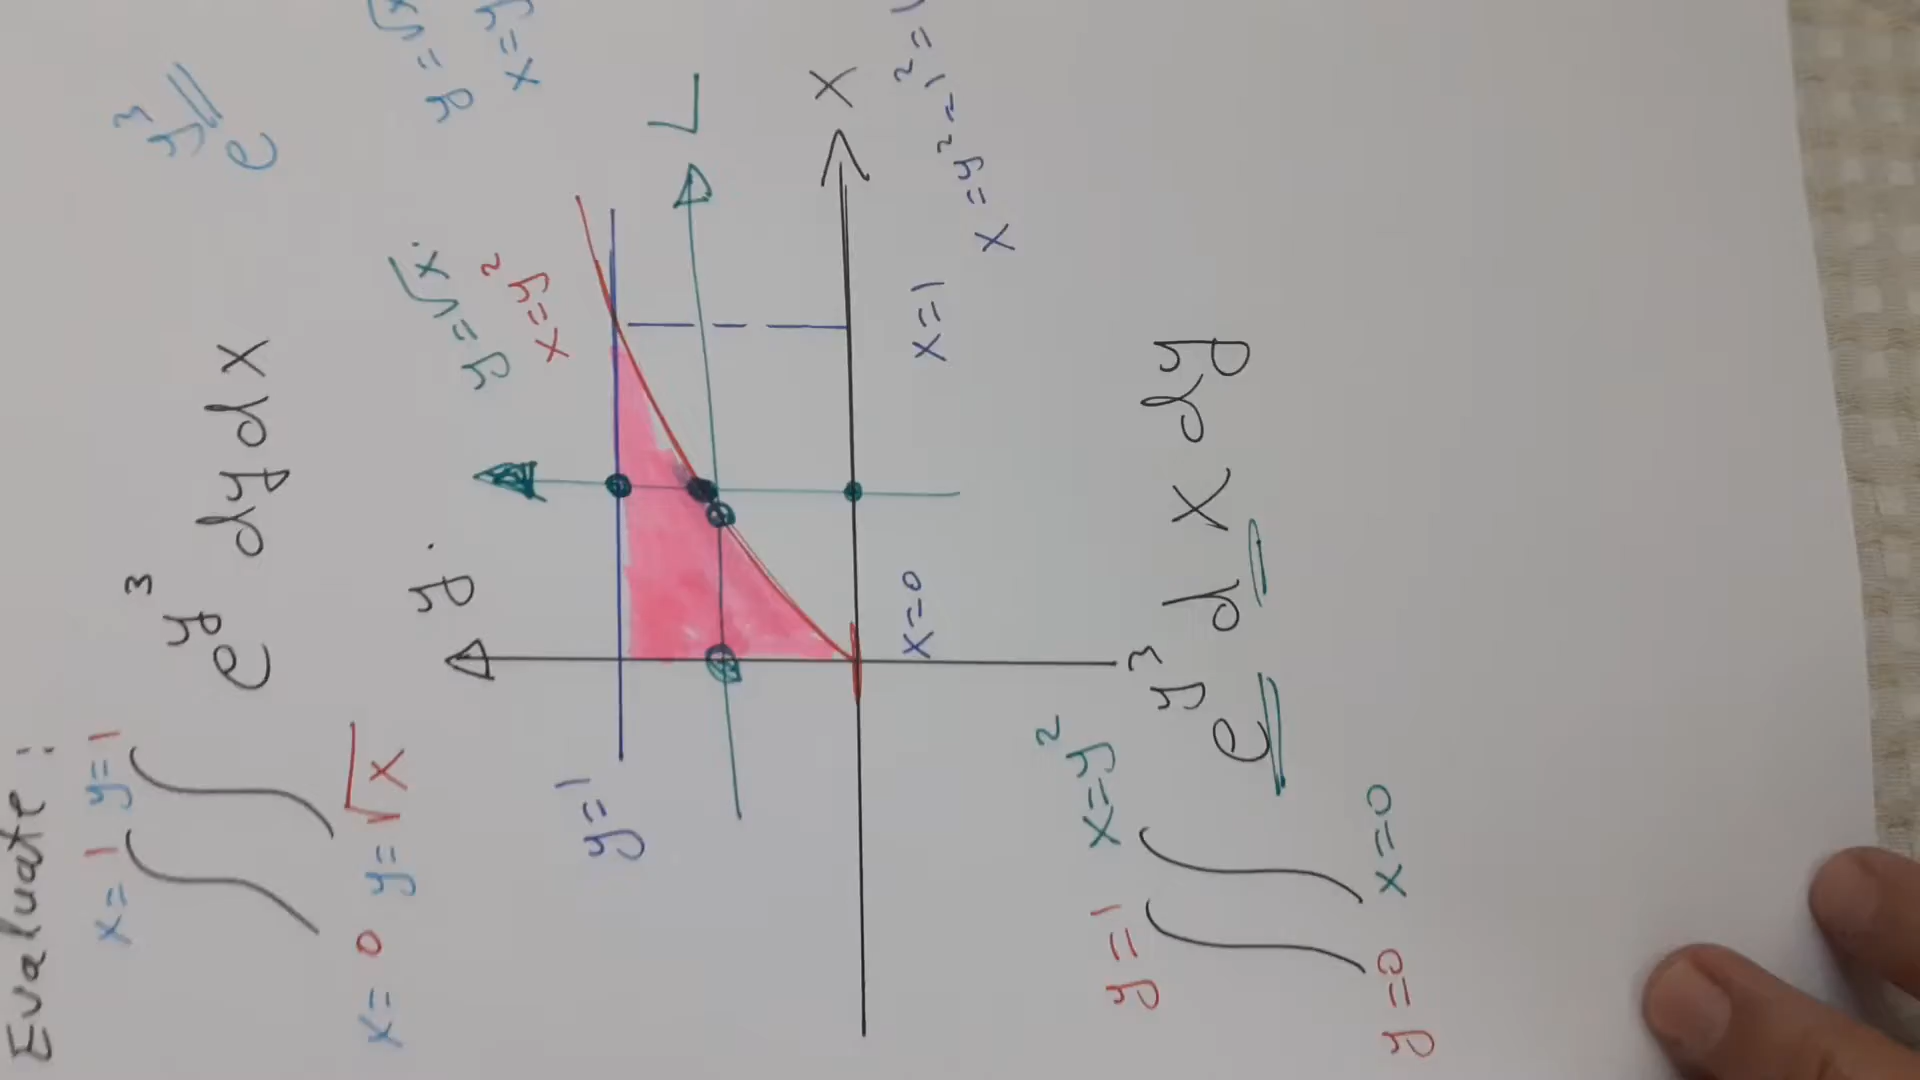 Evaluate :
x=1 y=1
∫∫ e^y^3 dy dx
x=0 y=√x
e^y^3
y
y=√x
y=√x
x=y^2
x=y
y=1
L
X
x=0
x=1
x=y^2=1^2=1
y=1 x=y^2
∫∫ e^y^3 dx dy
y=0 x=0